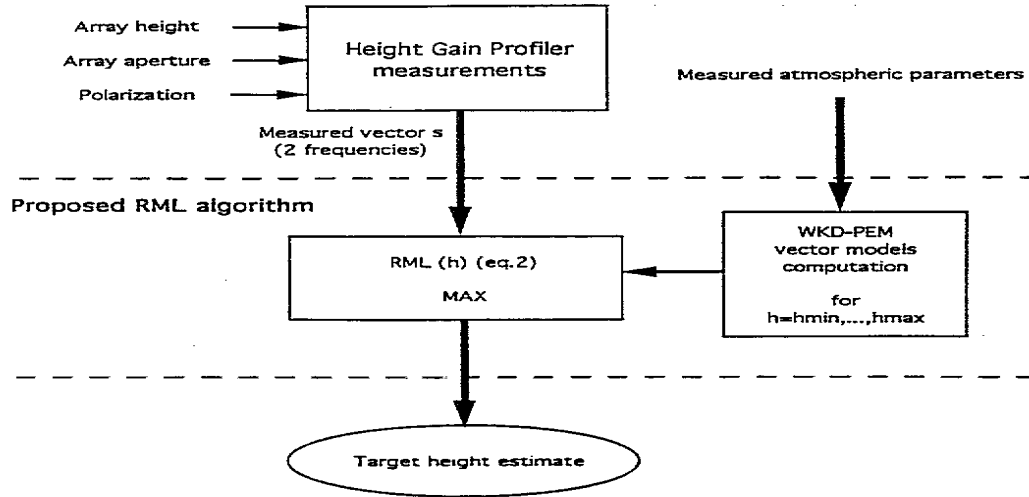 Array height
Array aperture
Polarization
Height Gain Profiler
measurements
Measured atmospheric parameters
Measured vector s
(2 frequencies)
Proposed RML algorithm
RML (h) (eq.2)
MAX
WKD-PEM
vector models
computation
for
h=hmin,...,hmax
Target height estimate